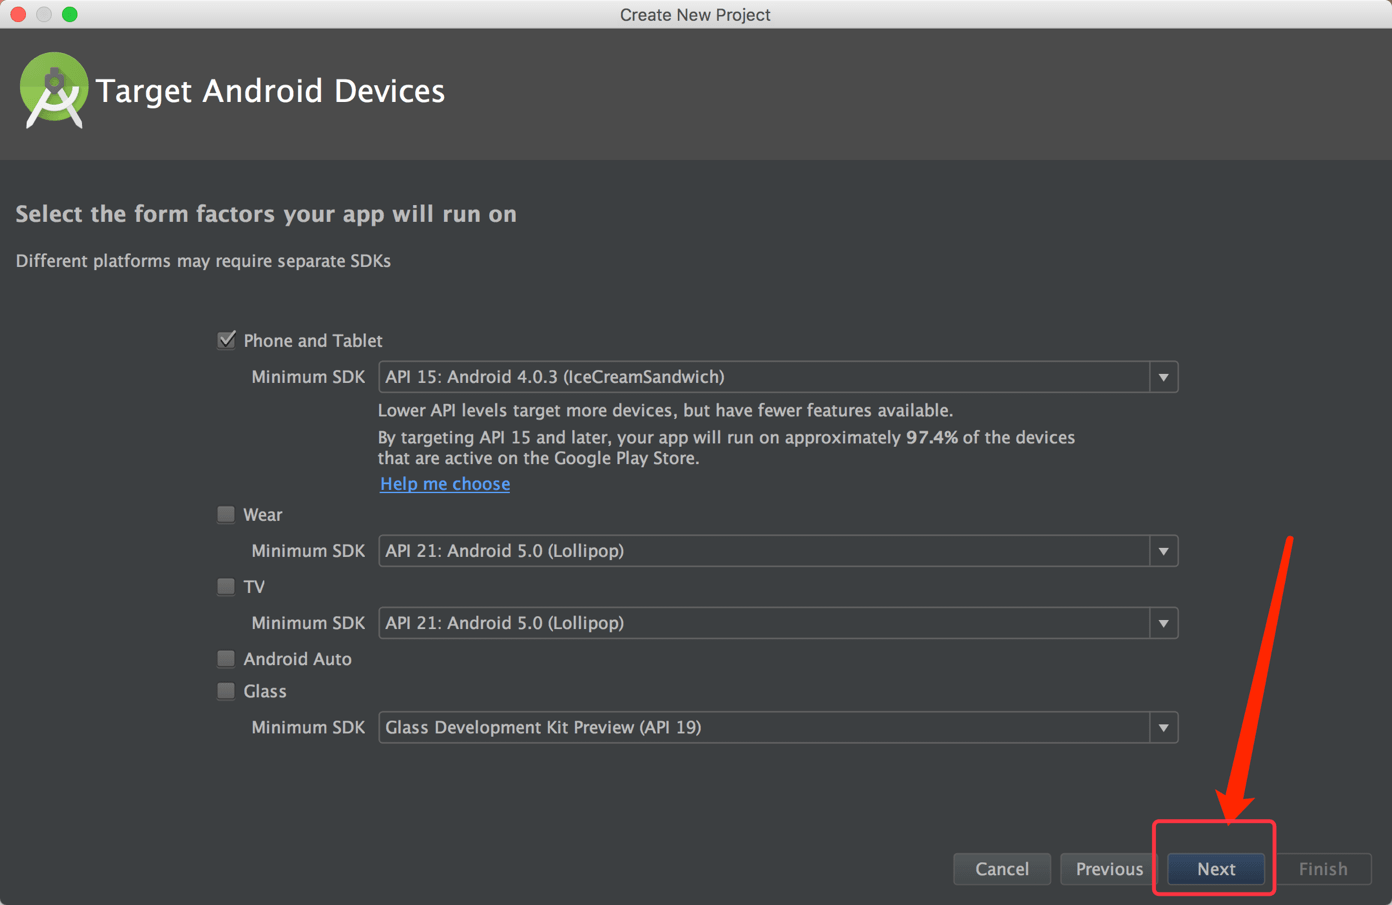 Create New Project
Target Android Devices
Select the form factors your app will run on
Different platforms may require separate SDKs
Phone and Tablet
Minimum SDK API 15: Android 4.0.3 (IceCreamSandwich)
Lower API levels target more devices, but have fewer features available.
By targeting API 15 and later, your app will run on approximately 97.4% of the devices
that are active on the Google Play Store.
Help me choose
Wear
Minimum SDK API 21: Android 5.0 (Lollipop)
TV
Minimum SDK API 21: Android 5.0 (Lollipop)
Android Auto
Glass
Minimum SDK Glass Development Kit Preview (API 19)
Cancel Previous Next Finish